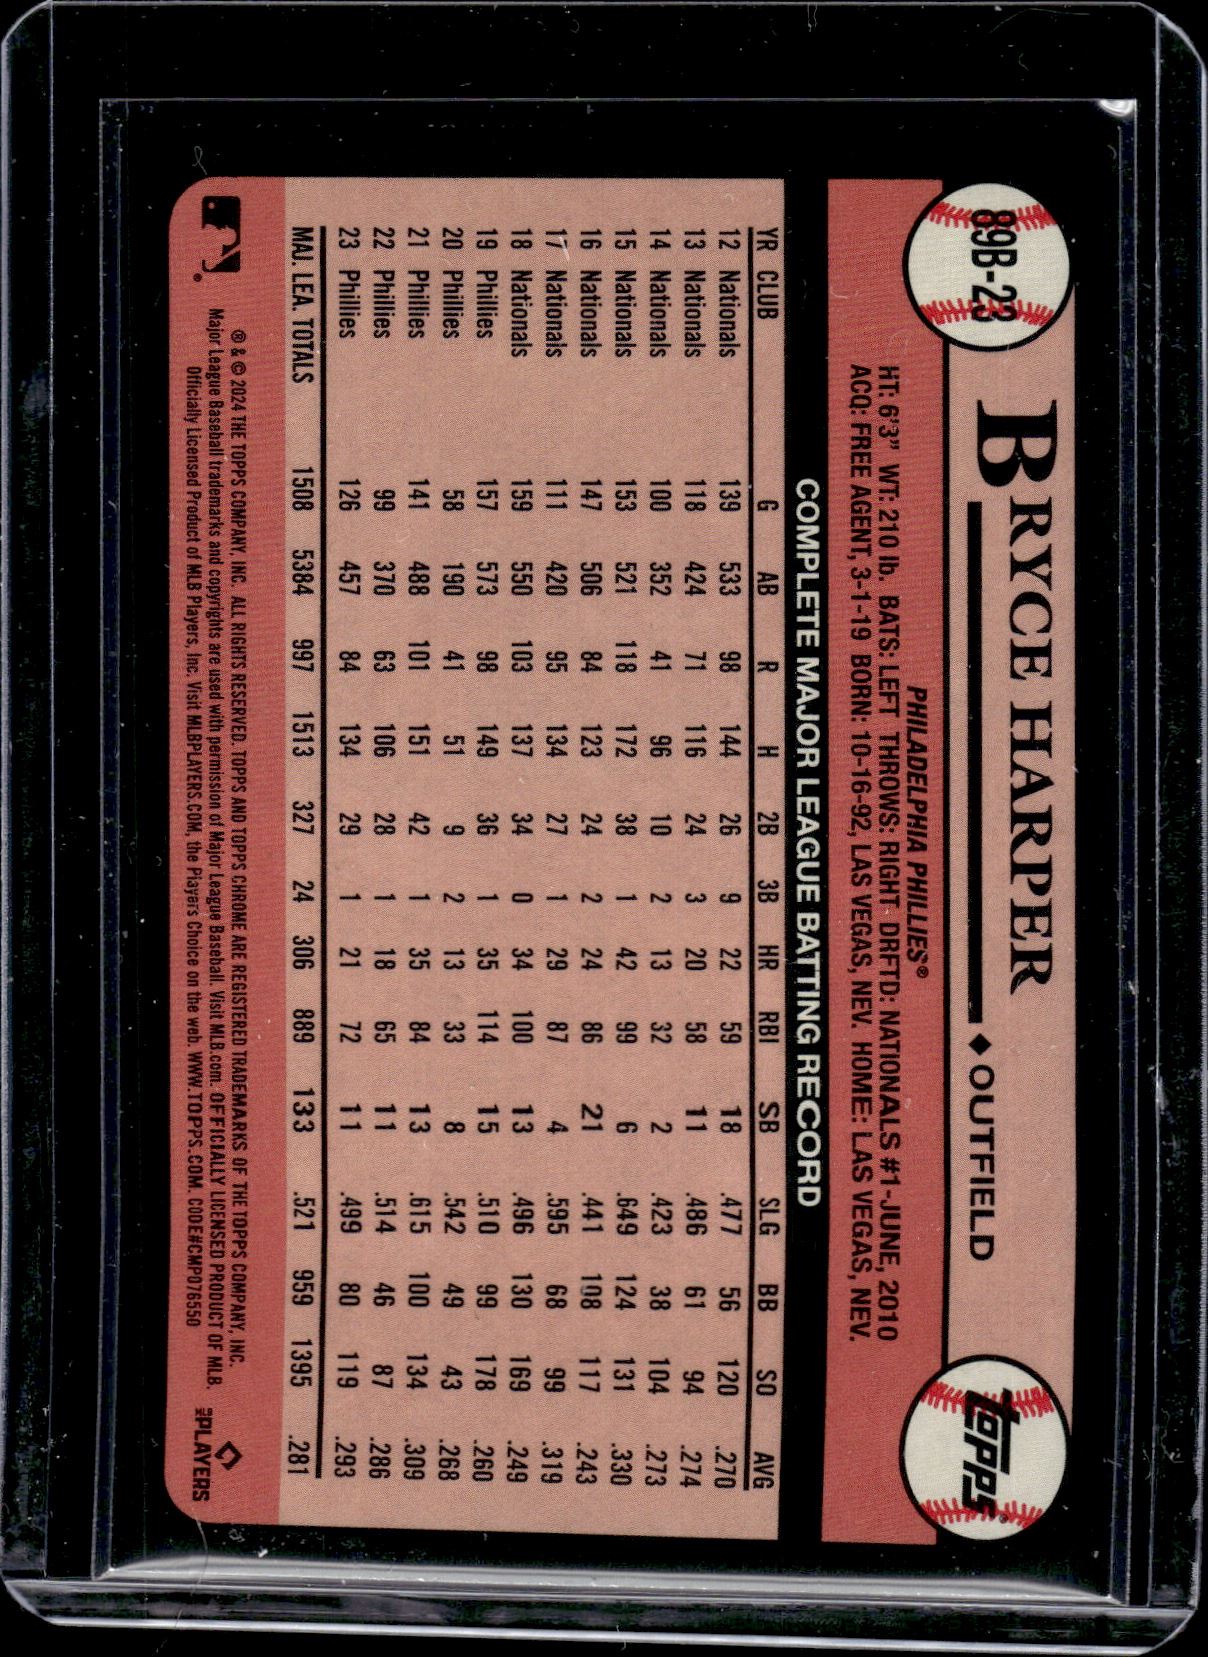 89B-23
BRYCE HARPER
◆OUTFIELD
topps®
PHILADELPHIA PHILLIES®
HT: 6'3" WT: 210 lb. BATS: LEFT THROWS: RIGHT DRFTD: NATIONALS #1-JUNE, 2010
ACQ: FREE AGENT, 3-1-19 BORN: 10-16-92, LAS VEGAS, NEV. HOME: LAS VEGAS, NEV.
COMPLETE MAJOR LEAGUE BATTING RECORD
YR CLUB G AB R H 2B 3B HR RBI SB SLG BB SO AVG
12 Nationals 139 533 98 144 26 9 22 59 18 .477 56 120 .270
13 Nationals 118 424 71 116 24 3 20 58 11 .486 61 94 .274
14 Nationals 100 352 41 96 10 2 13 32 2 .423 38 104 .273
15 Nationals 153 521 118 172 38 1 42 99 6 .649 124 131 .330
16 Nationals 147 506 84 123 24 2 24 86 21 .441 108 117 .243
17 Nationals 111 420 95 134 27 1 29 87 4 .595 68 99 .319
18 Nationals 159 550 103 137 34 0 34 100 13 .496 130 169 .249
19 Phillies 157 573 98 149 36 1 35 114 15 .510 99 178 .260
20 Phillies 58 190 41 51 9 2 13 33 8 .542 49 43 .268
21 Phillies 141 488 101 151 42 1 35 84 13 .615 100 134 .309
22 Phillies 99 370 63 106 28 1 18 65 11 .514 46 87 .286
23 Phillies 126 457 84 134 29 1 21 72 11 .499 80 119 .293
MAJ. LEA. TOTALS 1508 5384 997 1513 327 24 306 889 133 .521 959 1395 .281
® & © 2024 THE TOPPS COMPANY, INC. ALL RIGHTS RESERVED. TOPPS AND TOPPS CHROME ARE REGISTERED TRADEMARKS OF THE TOPPS COMPANY, INC.
Major League Baseball trademarks and copyrights are used with permission of Major League Baseball. Visit MLB.com. OFFICIALLY LICENSED PRODUCT OF MLB.
Officially Licensed Product of MLB Players, Inc. Visit MLBPLAYERS.COM, the Players Choice on the web. WWW.TOPPS.COM. CODE#CMP076550
MLB PLAYERS